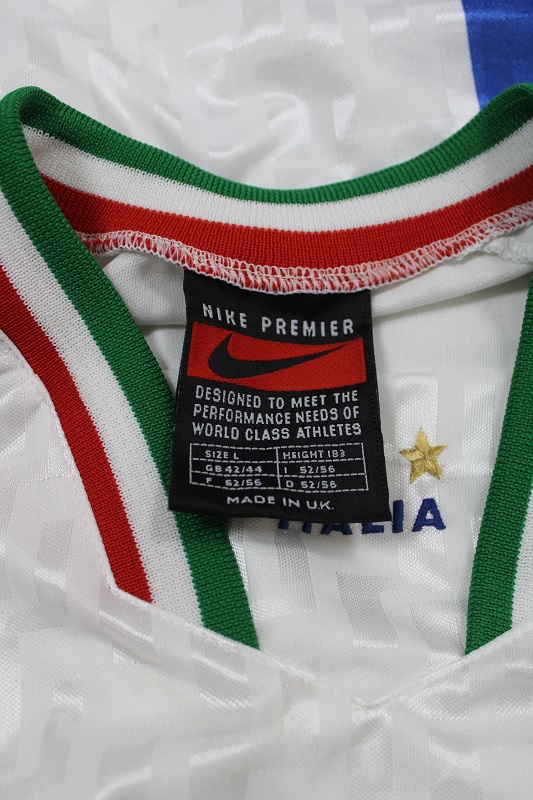 NIKE PREMIER
DESIGNED TO MEET THE
PERFORMANCE NEEDS OF
WORLD CLASS ATHLETES
SIZE L HEIGHT 183
GB 42/44 I 52/56
F 52/56 D 52/56
MADE IN U.K.
ITALIA